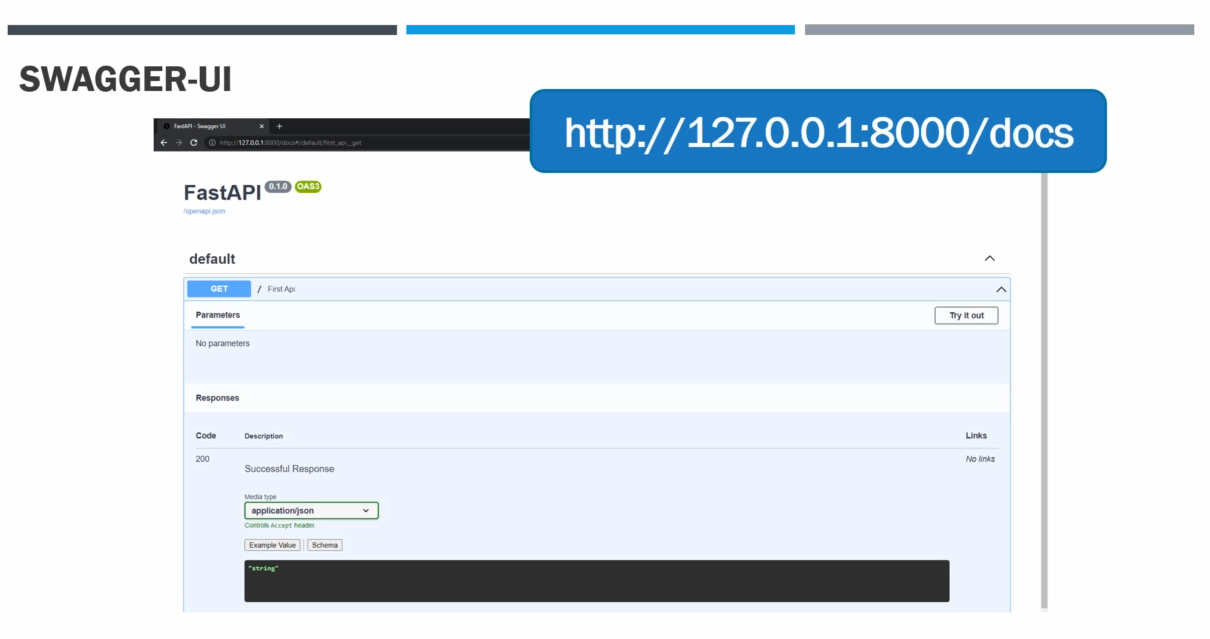 SWAGGER-UI
http://127.0.0.1:8000/docs
FastAPI - Swagger UI
http://127.0.0.1:8000/docs#/default/first_api__get
FastAPI 0.1.0 OAS3
/openapi.json
default
GET / First Api
Parameters Try it out
No parameters
Responses
Code Description Links
200 No links
Successful Response
Media type
application/json
Controls Accept header.
Example Value Schema
"string"